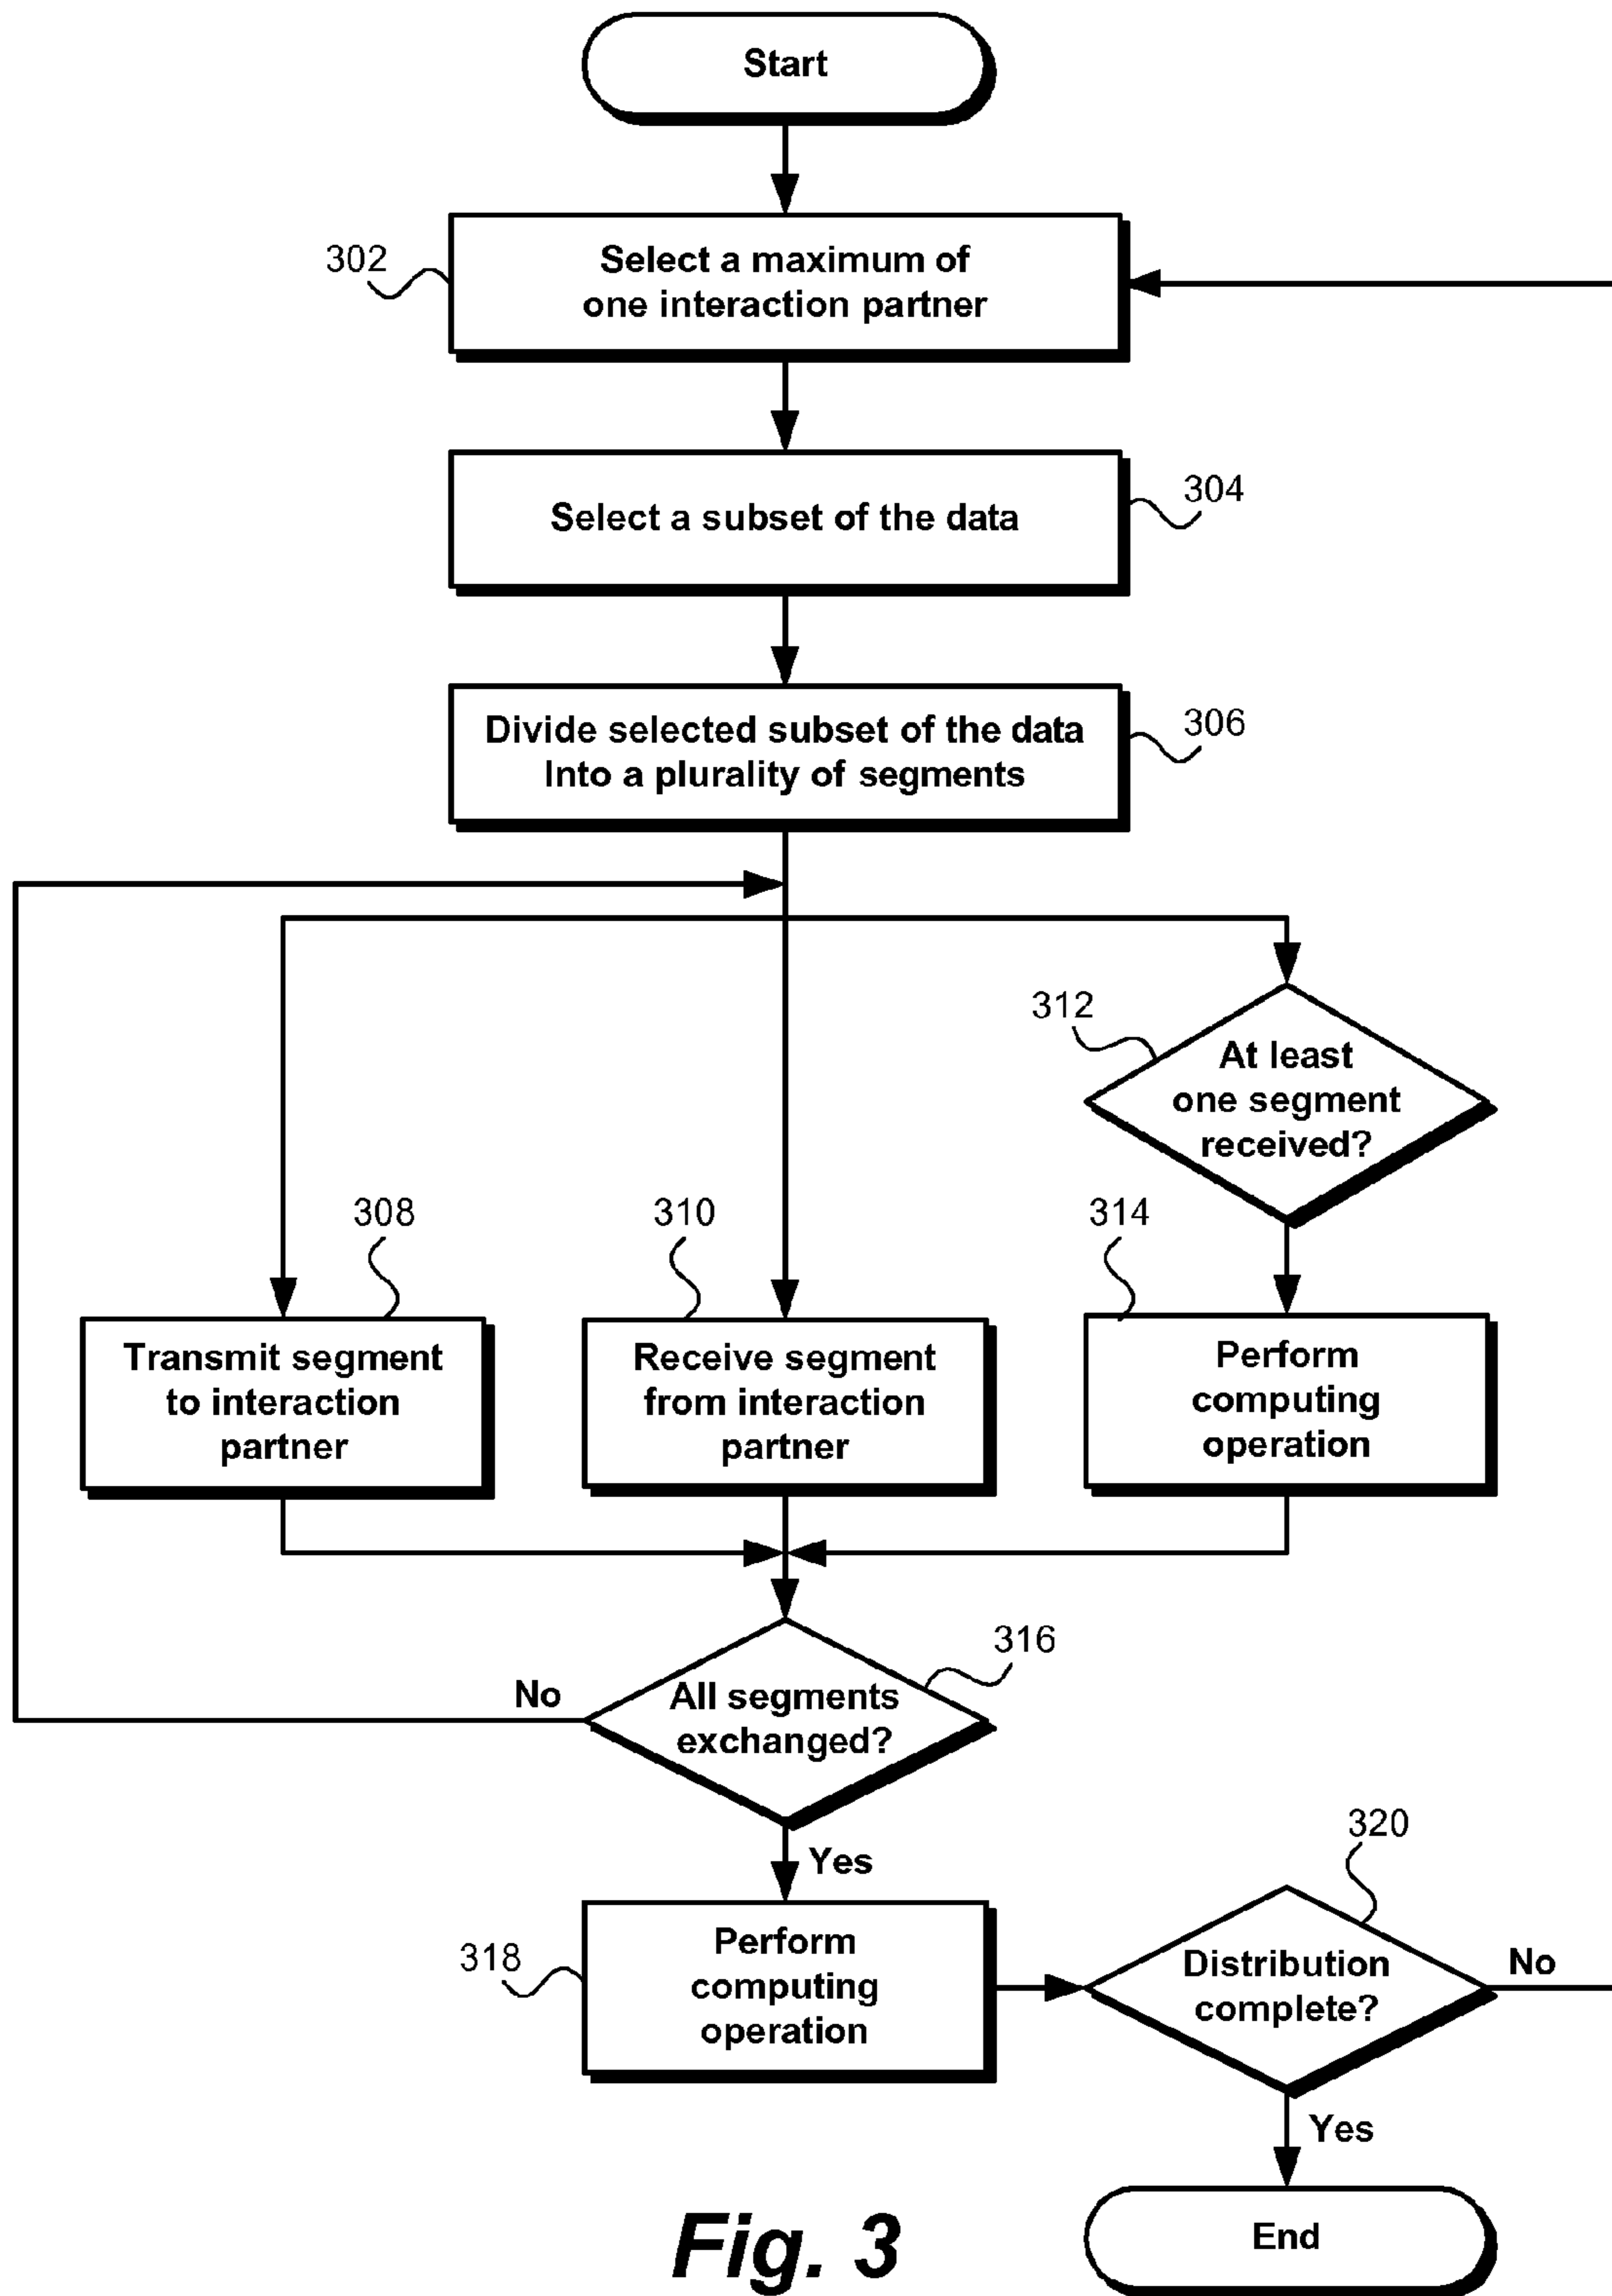 Start
302
Select a maximum of
one interaction partner
304
Select a subset of the data
306
Divide selected subset of the data
Into a plurality of segments
312
At least
one segment
received?
308
310
314
Transmit segment
to interaction
partner
Receive segment
from interaction
partner
Perform
computing
operation
316
No
All segments
exchanged?
Yes
320
318
Perform
computing
operation
Distribution
complete?
No
Yes
End
Fig. 3